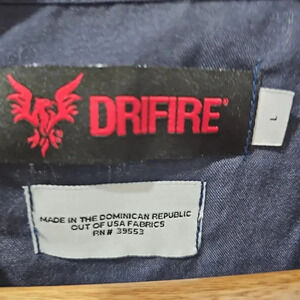 DRIFIRE®
L
MADE IN THE DOMINICAN REPUBLIC
OUT OF USA FABRICS
RN# 39553